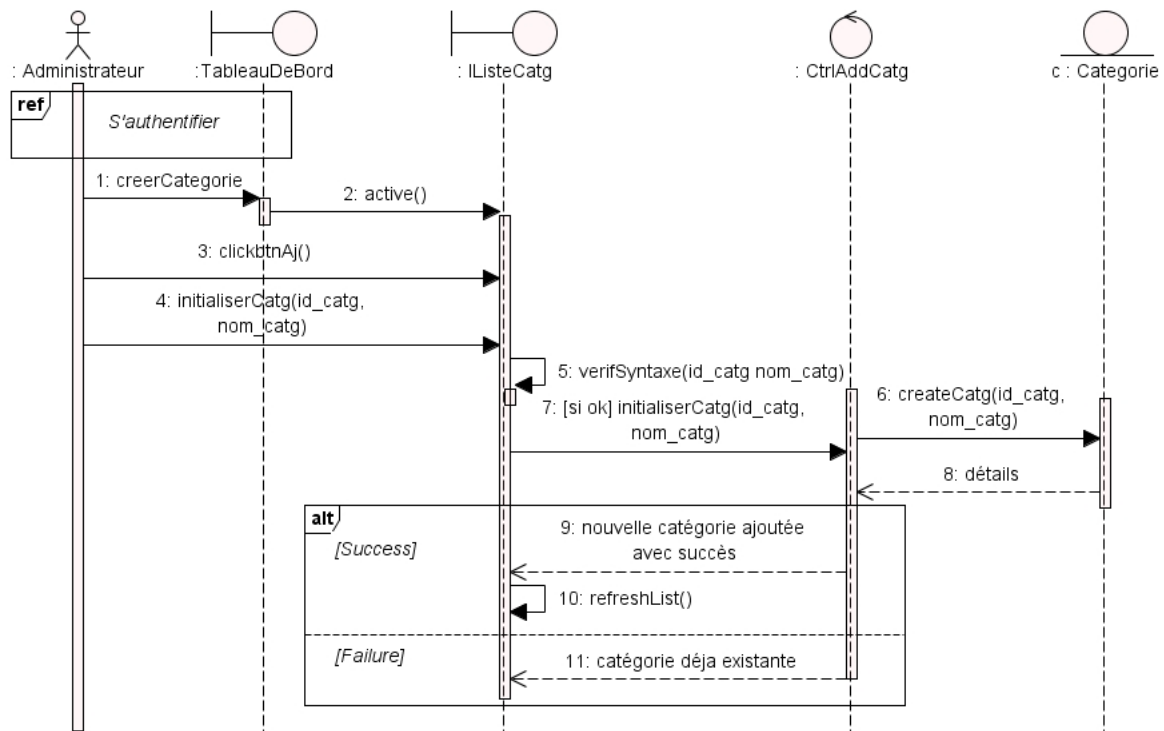 : Administrateur
:TableauDeBord
: IListeCatg
: CtrlAddCatg
c : Categorie
ref
S'authentifier
1: creerCategorie
2: active()
3: clickbtnAj()
4: initialiserCatg(id_catg,
nom_catg)
5: verifSyntaxe(id_catg nom_catg)
6: createCatg(id_catg,
nom_catg)
7: [si ok] initialiserCatg(id_catg,
nom_catg)
8: détails
alt
[Success]
9: nouvelle catégorie ajoutée
avec succès
10: refreshList()
[Failure]
11: catégorie déja existante